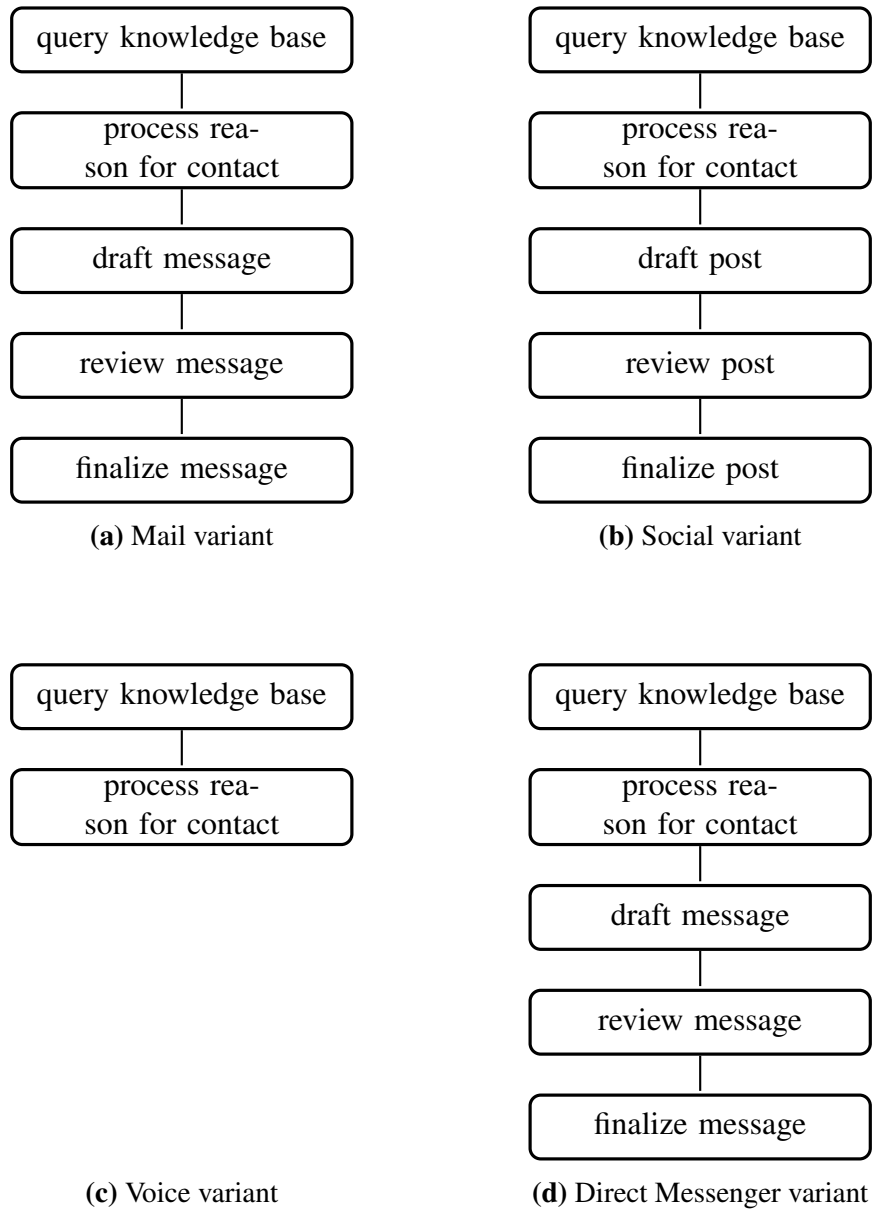 query knowledge base
process rea-
son for contact
draft message
review message
finalize message
(a) Mail variant
query knowledge base
process rea-
son for contact
draft post
review post
finalize post
(b) Social variant
query knowledge base
process rea-
son for contact
(c) Voice variant
query knowledge base
process rea-
son for contact
draft message
review message
finalize message
(d) Direct Messenger variant